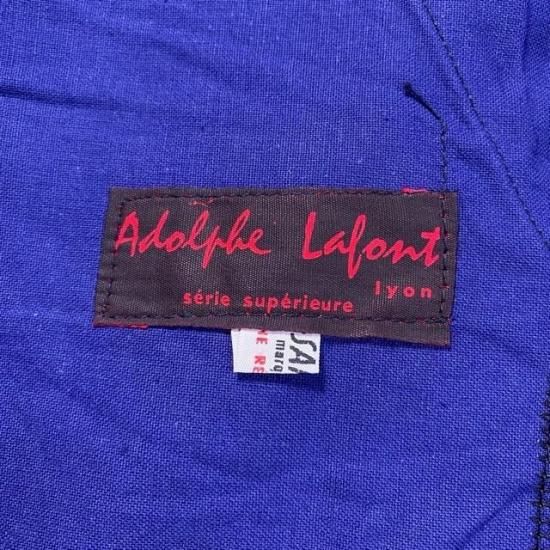 Adolphe Lafont
lyon
série supérieure